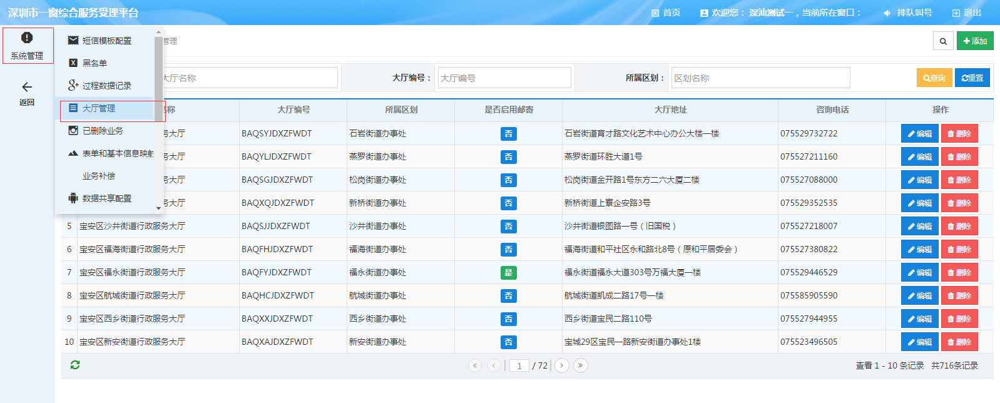 深圳市一窗综合服务受理平台
首页 欢迎您： 深汕测试一，当前所在窗口： 排队叫号 退出
系统管理
返回
短信模板配置
黑名单
过程数据记录
大厅管理
已删除业务
表单和基本信息映射
业务补偿
数据共享配置
管理
添加
大厅名称 大厅编号： 大厅编号 所属区划： 区划名称 查询 重置
称 大厅编号 所属区划 是否启用邮寄 大厅地址 咨询电话 操作
务大厅 BAQSYJDXZFWDT 石岩街道办事处 否 石岩街道育才路文化艺术中心办公大楼一楼 075529732722 编辑 删除
务大厅 BAQYLJDXZFWDT 燕罗街道办事处 否 燕罗街道环胜大道1号 075527211160 编辑 删除
务大厅 BAQSGJDXZFWDT 松岗街道办事处 否 松岗街道金开路1号东方二六大厦二楼 075527088000 编辑 删除
务大厅 BAQXQJDXZFWDT 新桥街道办事处 否 新桥街道上寮企安路3号 075529352535 编辑 删除
5 宝安区沙井街道行政服务大厅 BAQSJJDXZFWDT 沙井街道办事处 否 沙井街道银图路一号（旧国税） 075527218007 编辑 删除
6 宝安区福海街道行政服务大厅 BAQFHJDXZFWDT 福海街道办事处 否 福海街道和平社区永和路北8号（原和平居委会） 075527380822 编辑 删除
7 宝安区福永街道行政服务大厅 BAQFYJDXZFWDT 福永街道办事处 是 福永街道福永大道303号万福大厦一楼 075529446529 编辑 删除
8 宝安区航城街道行政服务大厅 BAQHCJDXZFWDT 航城街道办事处 否 航城街道凯成二路17号一楼 075585905590 编辑 删除
9 宝安区西乡街道行政服务大厅 BAQXXJDXZFWDT 西乡街道办事处 否 西乡街道宝民二路110号 075527944955 编辑 删除
10 宝安区新安街道行政服务大厅 BAQXAJDXZFWDT 新安街道办事处 否 宝城29区宝民一路新安街道办事处1楼 075523496505 编辑 删除
1 / 72 查看 1 - 10 条记录 共716条记录